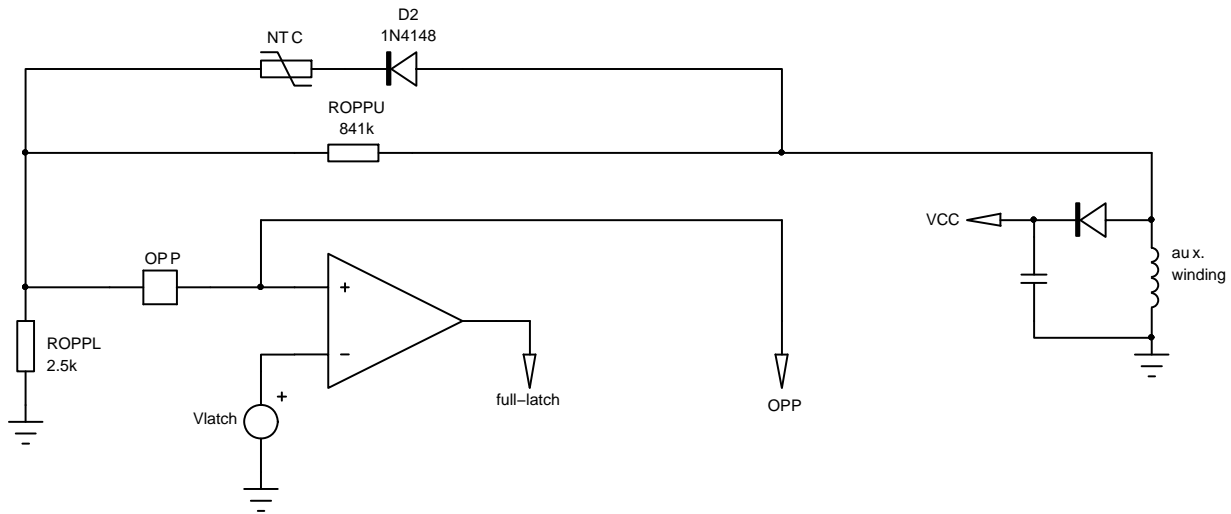 D2
NTC
1N4148
ROPPU
841k
VCC
OPP
aux.
winding
+
ROPPL
2.5k
−
+
Vlatch
full−latch
OPP